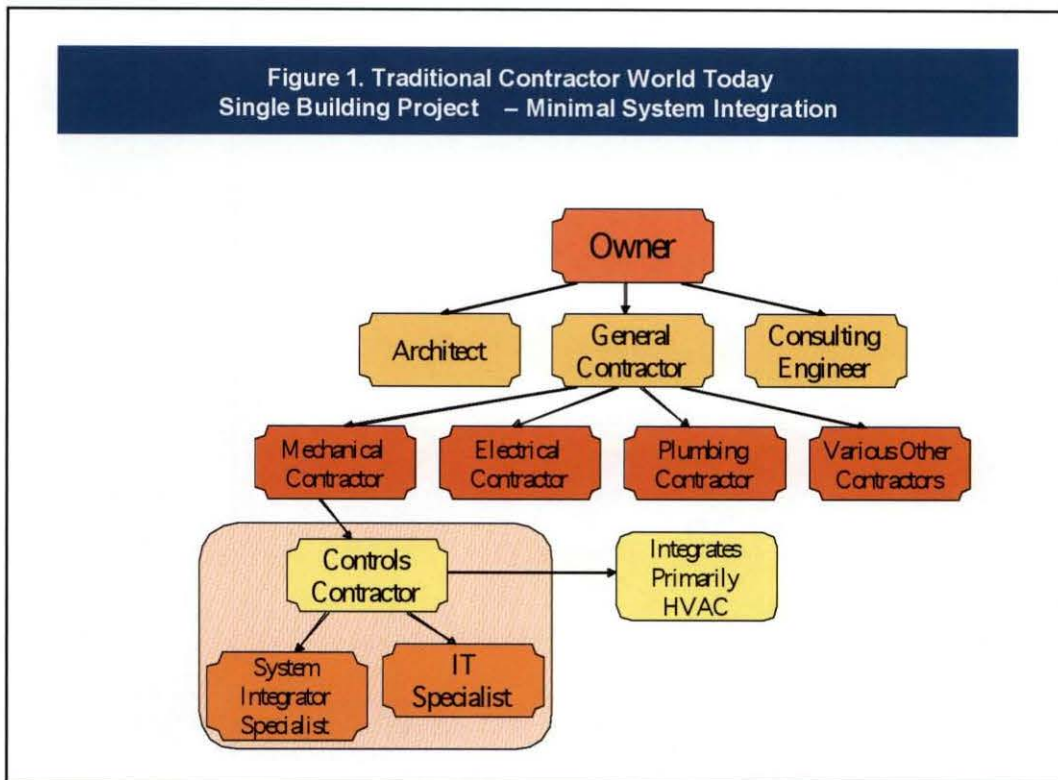 Figure 1. Traditional Contractor World Today
Single Building Project – Minimal System Integration
Owner
Architect
General
Contractor
Consulting
Engineer
Mechanical
Contractor
Electrical
Contractor
Plumbing
Contractor
Various Other
Contractors
Controls
Contractor
Integrates
Primarily
HVAC
System
Integrator
Specialist
IT
Specialist